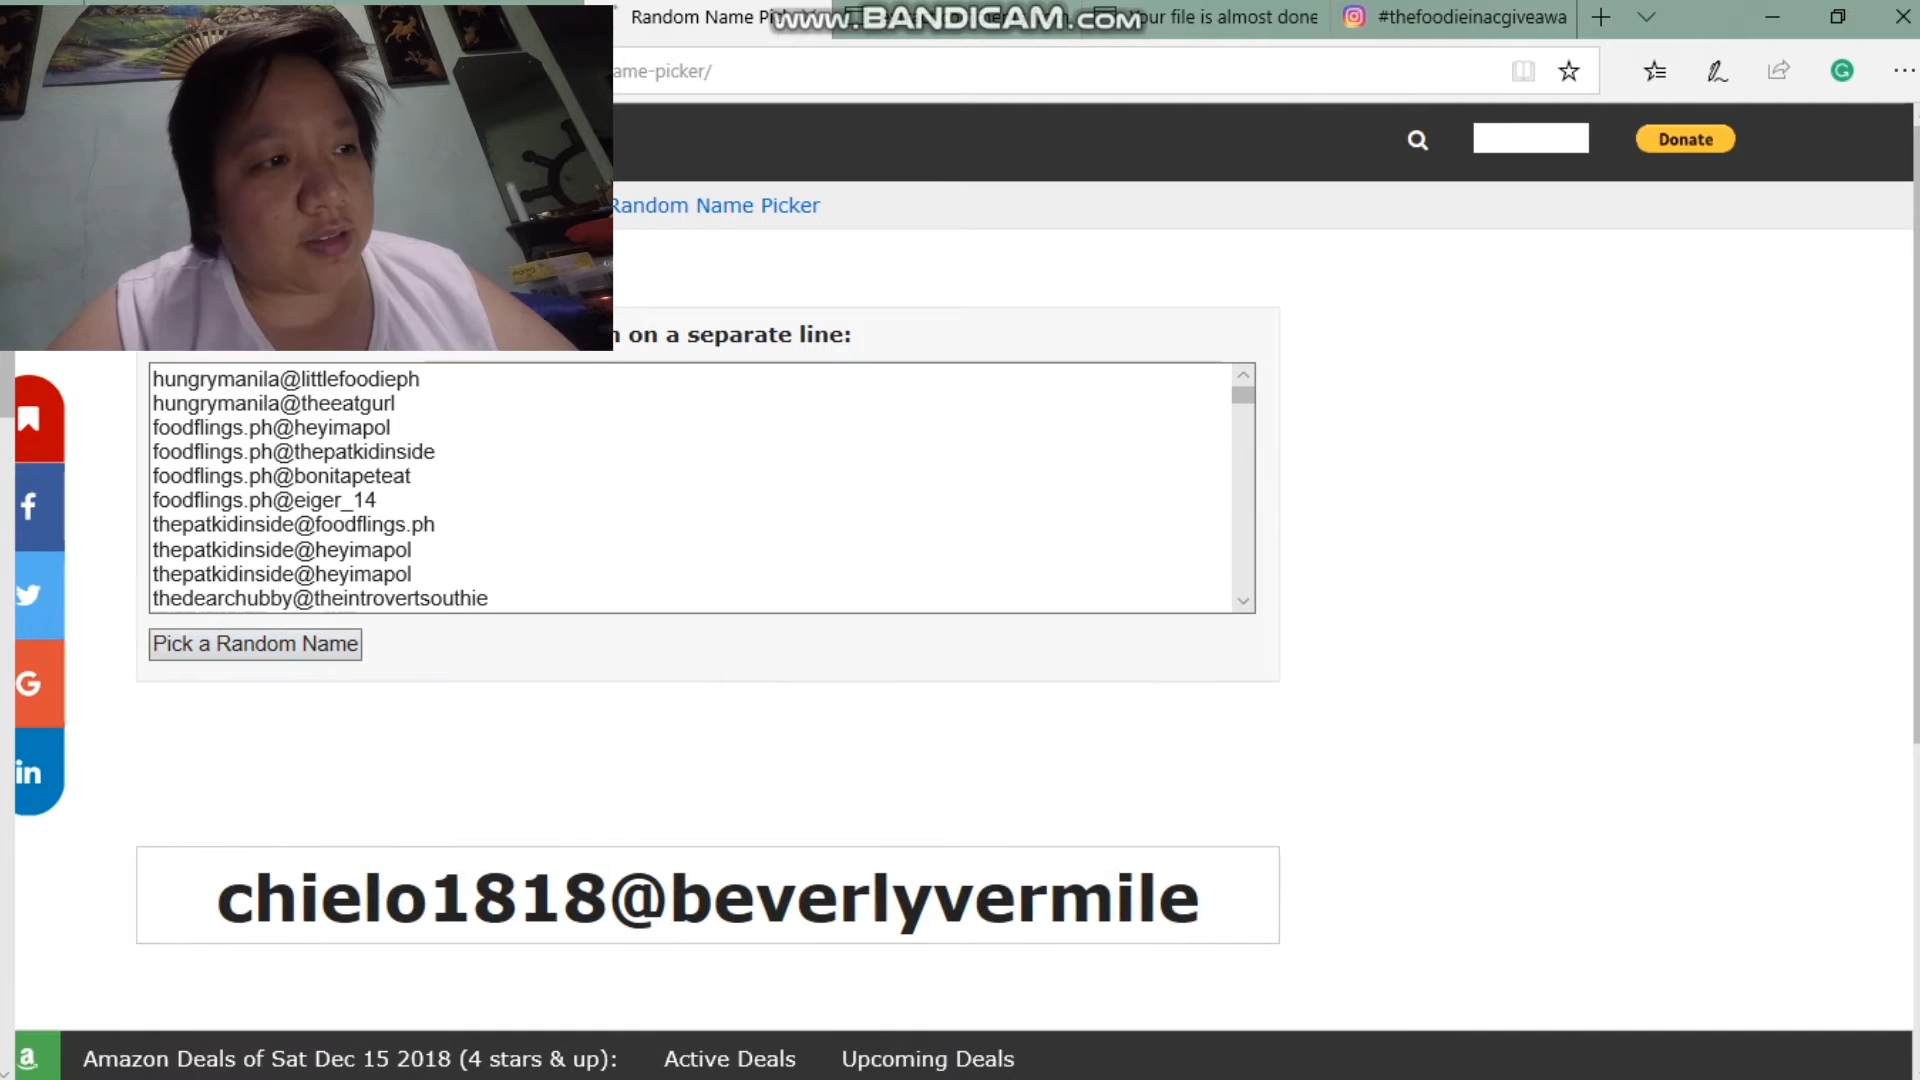 Random Name Pi
WWW.BANDICAM.COM
our file is almost done
#thefoodieinacgiveawa
ame-picker/
G
Donate
Random Name Picker
on a separate line:
hungrymanila@littlefoodieph
hungrymanila@theeatgurl
foodflings.ph@heyimapol
foodflings.ph@thepatkidinside
foodflings.ph@bonitapeteat
foodflings.ph@eiger_14
thepatkidinside@foodflings.ph
thepatkidinside@heyimapol
thepatkidinside@heyimapol
thedearchubby@theintrovertsouthie
Pick a Random Name
f
G
in
chielo1818@beverlyvermile
a
Amazon Deals of Sat Dec 15 2018 (4 stars & up):
Active Deals
Upcoming Deals